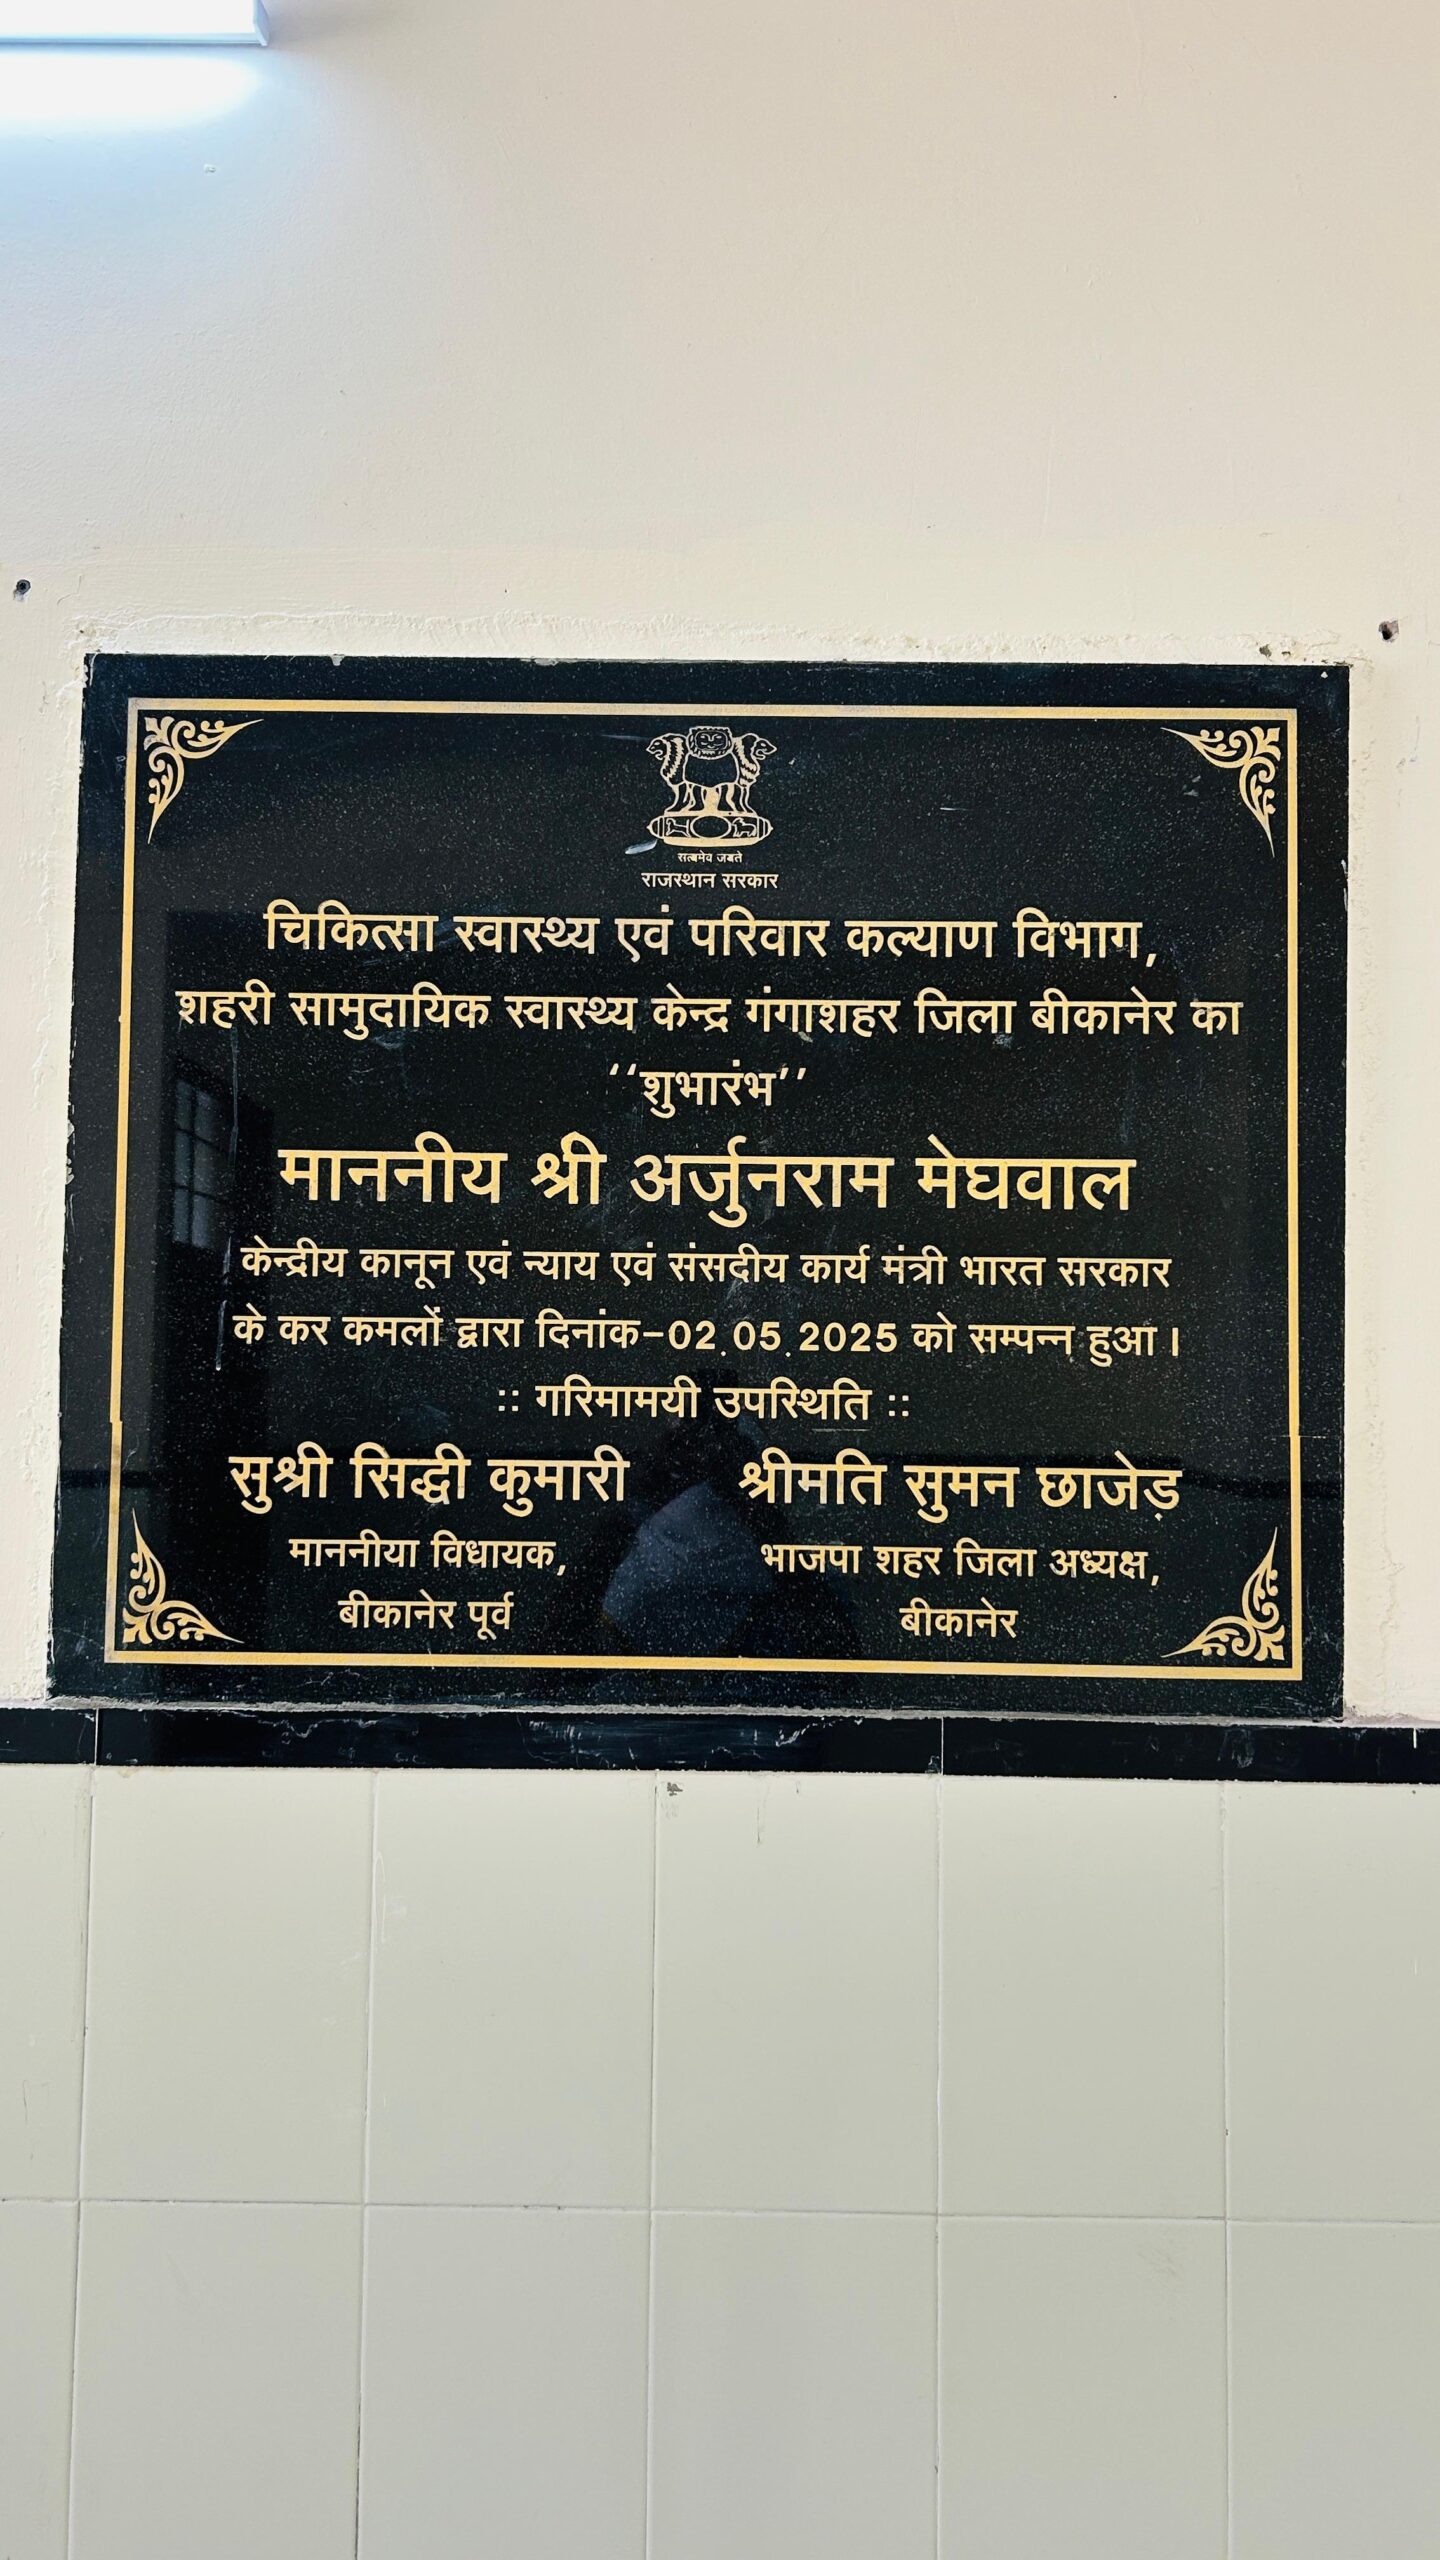 सत्यमेव जयते
राजस्थान सरकार
चिकित्सा स्वास्थ्य एवं परिवार कल्याण विभाग,
शहरी सामुदायिक स्वास्थ्य केन्द्र गंगाशहर जिला बीकानेर का
‘‘शुभारंभ’’
माननीय श्री अर्जुनराम मेघवाल
केन्द्रीय कानून एवं न्याय एवं संसदीय कार्य मंत्री भारत सरकार
के कर कमलों द्वारा दिनांक-02.05.2025 को सम्पन्न हुआ।
:: गरिमामयी उपस्थिति ::
सुश्री सिद्धी कुमारी श्रीमति सुमन छाजेड़
माननीया विधायक, भाजपा शहर जिला अध्यक्ष,
बीकानेर पूर्व बीकानेर